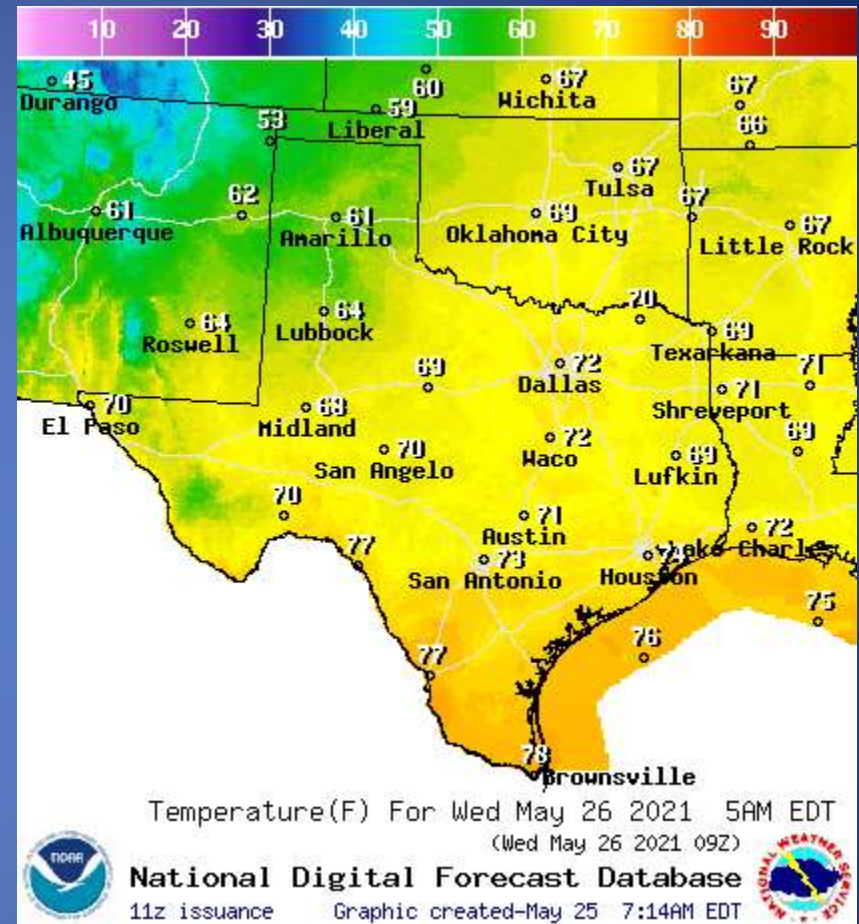 10 20 30 40 50 60 70 80 90
45
Durango
60
67
Wichita
67
59
Liberal
53
66
67
Tulsa
61
Albuquerque
62
61
Amarillo
69
Oklahoma City
67
67
Little Rock
64
Roswell
64
Lubbock
70
69
Texarkana
72
Dallas
69
71
Shreveport
71
70
El Paso
Midland
70
San Angelo
72
Waco
69
Lufkin
69
70
71
Austin
72
Lake Charles
77
73
San Antonio
74
Houston
75
76
77
78
Brownsville
Temperature(F) For Wed May 26 2021 5AM EDT
(Wed May 26 2021 09Z)
NOAA
NATIONAL WEATHER SERVICE
National Digital Forecast Database
11z issuance Graphic created-May 25 7:14AM EDT